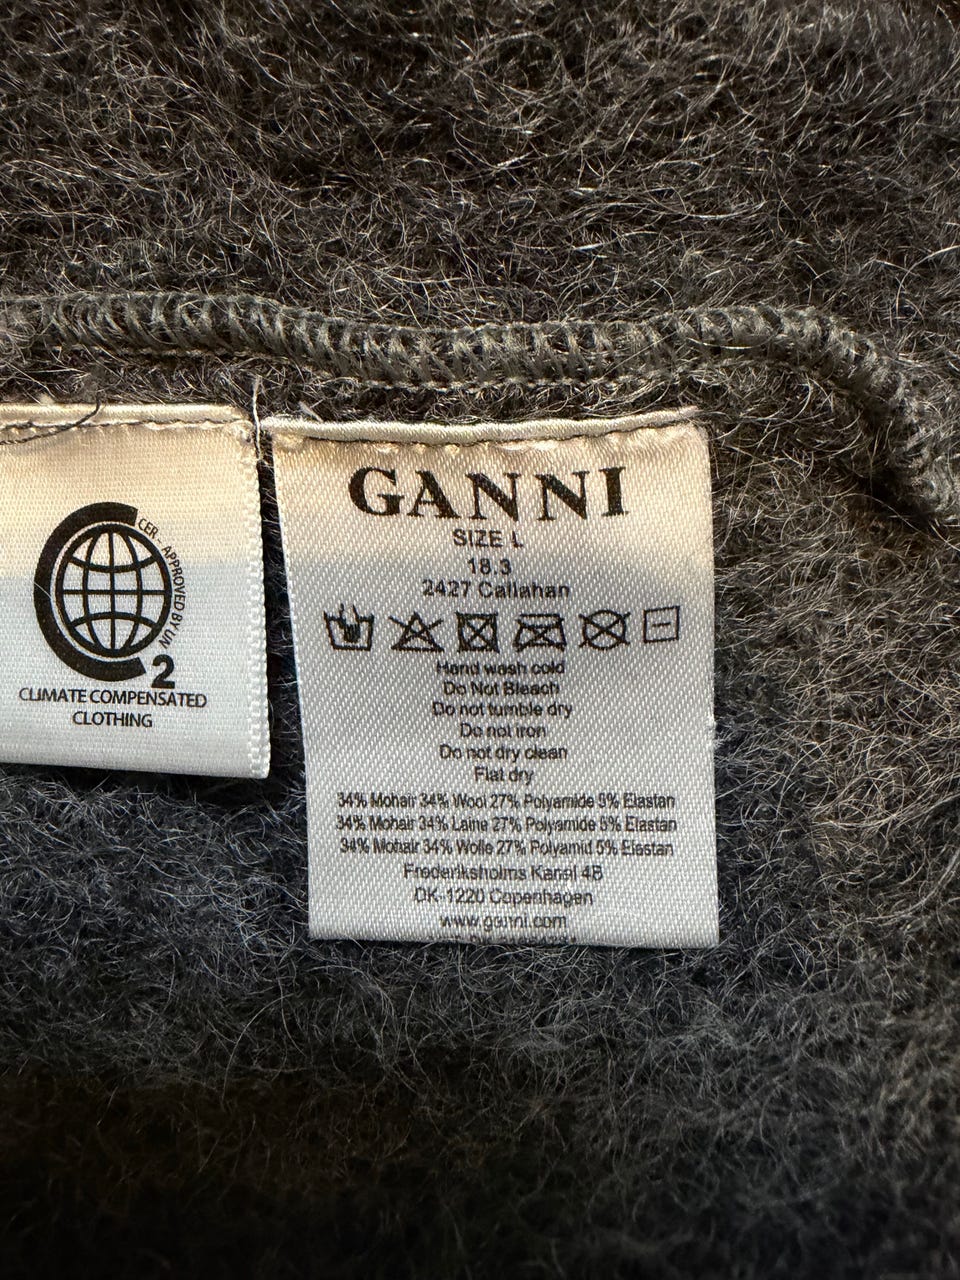 CER - APPROVED BY UN
2
CLIMATE COMPENSATED
CLOTHING
GANNI
SIZE L
18.3
2427 Callahan
Hand wash cold
Do Not Bleach
Do not tumble dry
Do not iron
Do not dry clean
Flat dry
34% Mohair 34% Wool 27% Polyamide 5% Elastan
34% Mohair 34% Laine 27% Polyamide 5% Elastan
34% Mohair 34% Wolle 27% Polyamid 5% Elastan
Frederiksholms Kanal 4B
DK-1220 Copenhagen
www.ganni.com